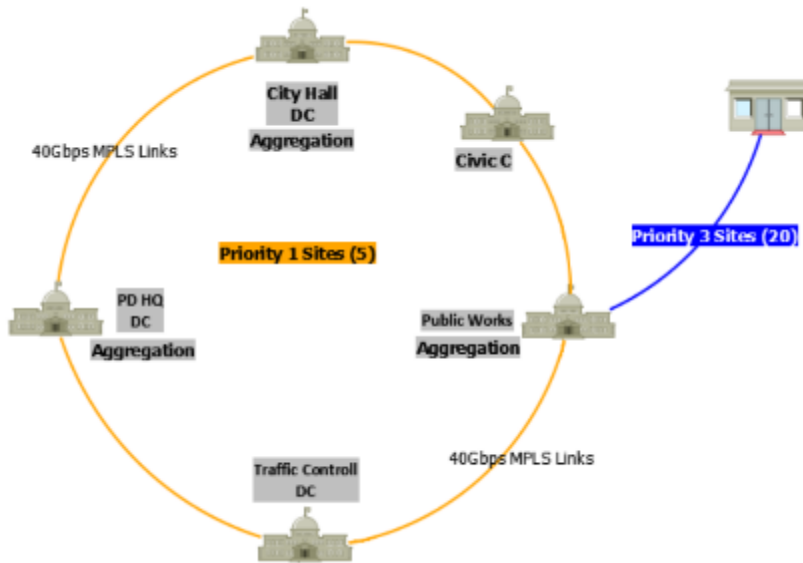 City Hall
DC
Aggregation
40Gbps MPLS Links
Civic C
Priority 1 Sites (5)
Priority 3 Sites (20)
PD HQ
DC
Aggregation
Public Works
Aggregation
Traffic Controll
DC
40Gbps MPLS Links